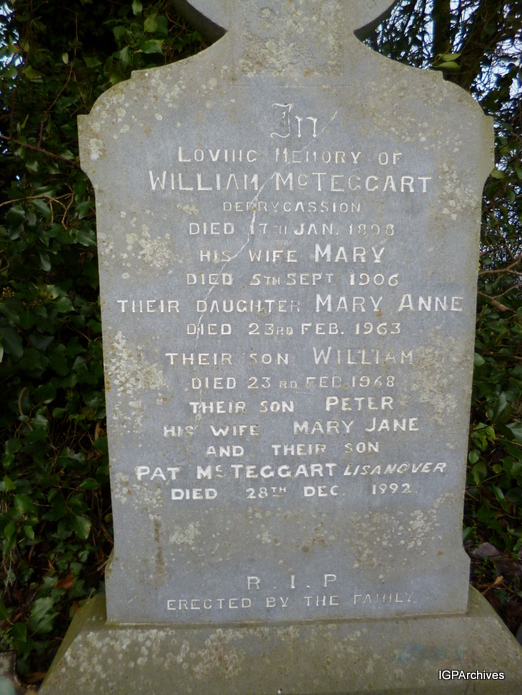 In
LOVING MEMORY OF
WILLIAM McTEGGART
DERRYCASSION
DIED 17TH JAN. 1898
HIS WIFE MARY
DIED 5TH SEPT 1906
THEIR DAUGHTER MARY ANNE
DIED 23RD FEB. 1963
THEIR SON WILLIAM
DIED 23RD FEB 1968
THEIR SON PETER
HIS WIFE MARY JANE
AND THEIR SON
PAT McTEGGART LISANOVER
DIED 28TH DEC. 1992
R.I.P
ERECTED BY THE FAMILY
IGPArchives